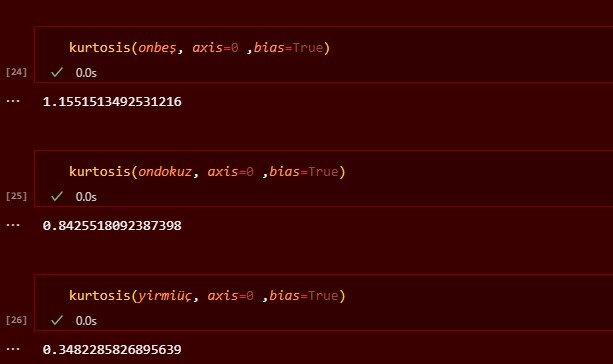 kurtosis(onbeş, axis=0 ,bias=True)
[24] ✓ 0.0s
... 1.1551513492531216
kurtosis(ondokuz, axis=0 ,bias=True)
[25] ✓ 0.0s
... 0.8425518092387398
kurtosis(yirmiüç, axis=0 ,bias=True)
[26] ✓ 0.0s
... 0.3482285826895639